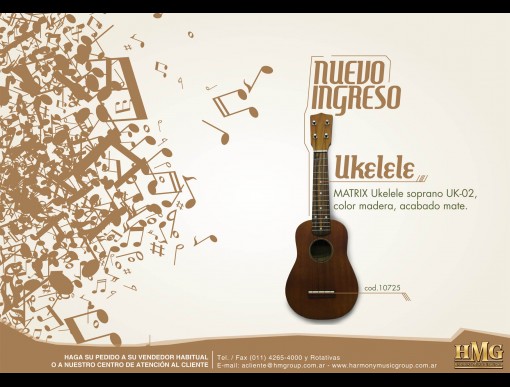 NUEVO
INGRESO
Ukelele
MATRIX Ukelele soprano UK-02,
color madera, acabado mate.
cod.10725
HAGA SU PEDIDO A SU VENDEDOR HABITUAL
O A NUESTRO CENTRO DE ATENCIÓN AL CLIENTE
Tel. / Fax (011) 4265-4000 y Rotativas
E-mail: acliente@hmgroup.com.ar - www.harmonymusicgroup.com.ar
HMG